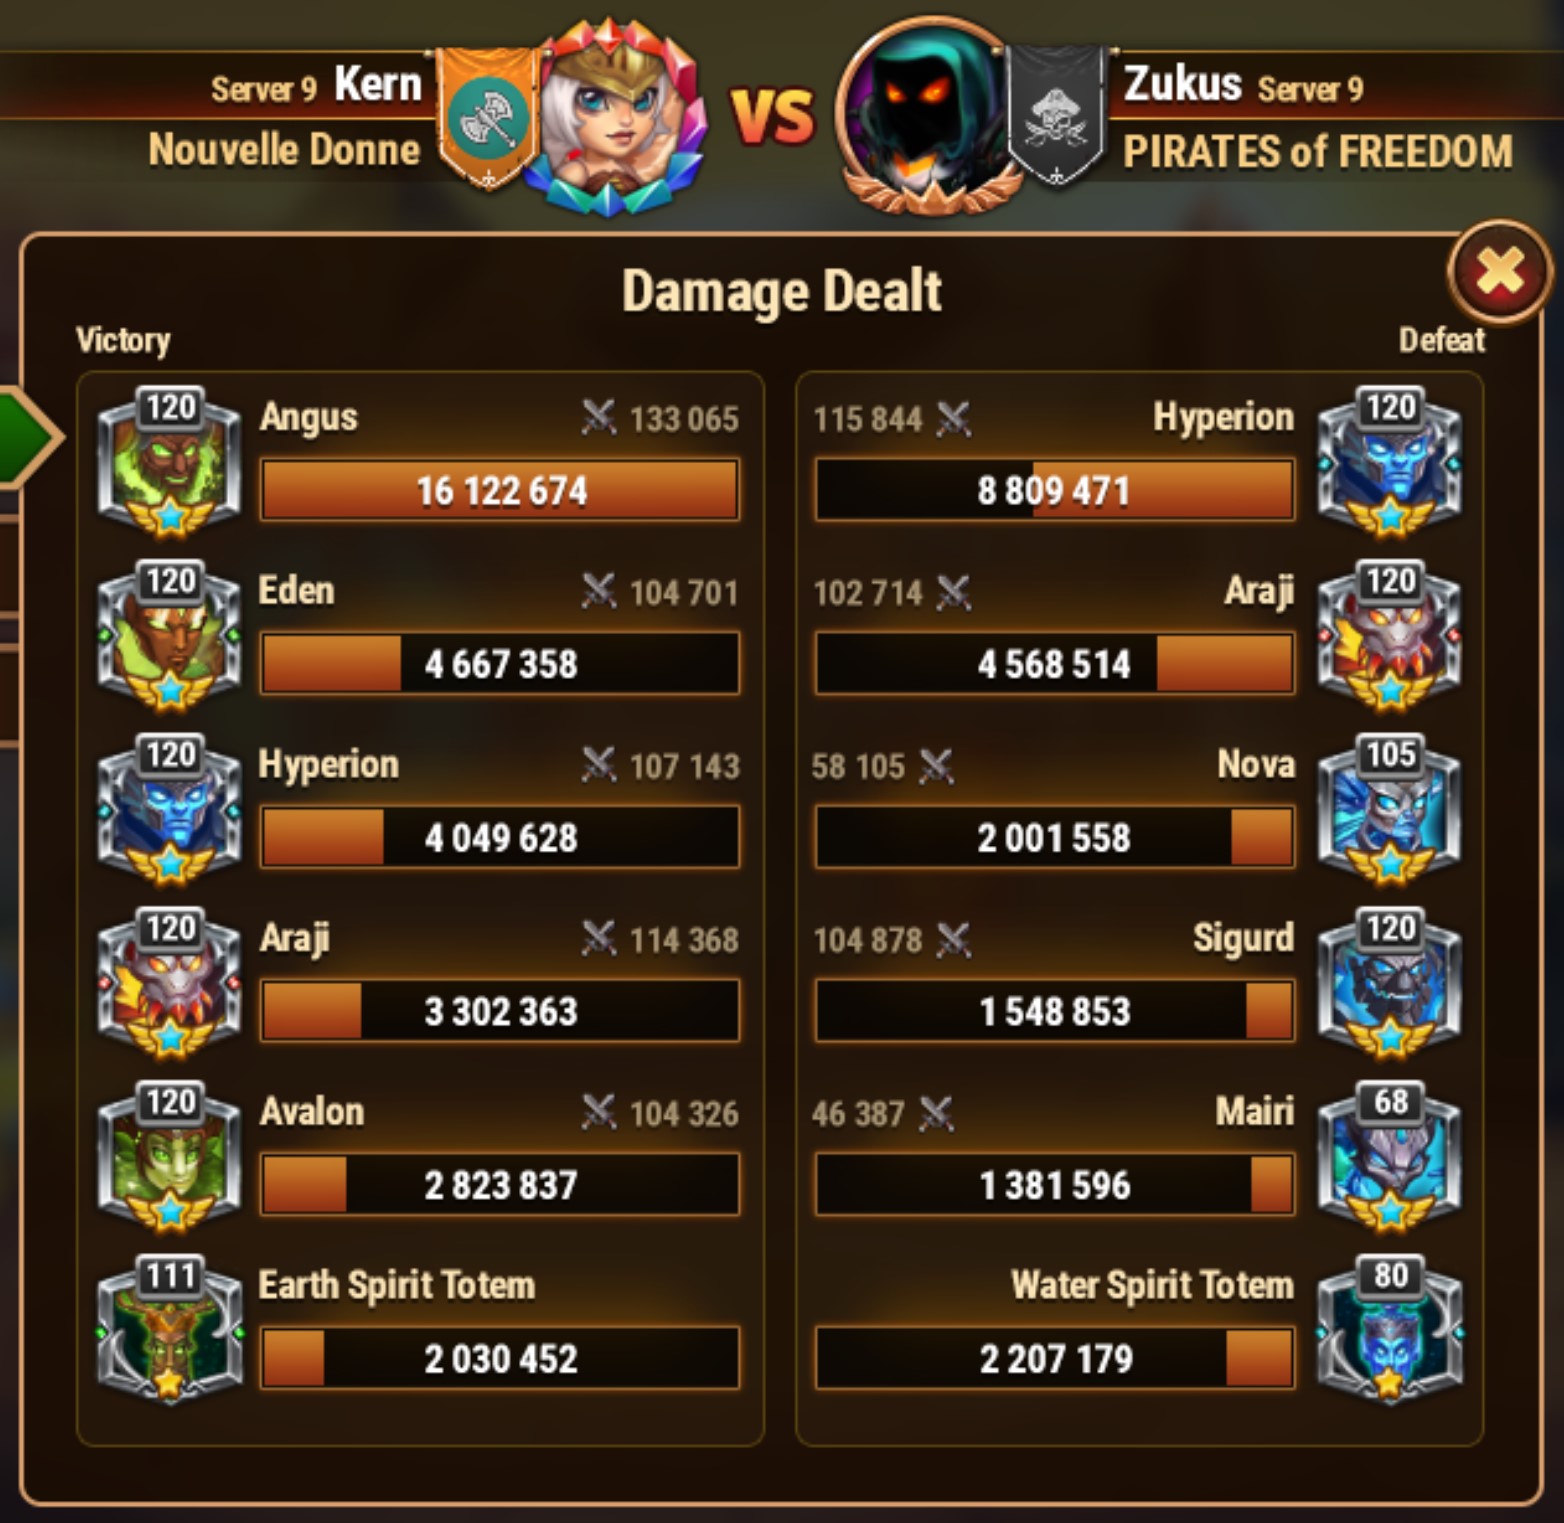 Server 9 Kern
Nouvelle Donne
VS
Zukus Server 9
PIRATES of FREEDOM
Damage Dealt
Victory
Defeat
120
Angus
133 065
16 122 674
120
Eden
104 701
4 667 358
120
Hyperion
107 143
4 049 628
120
Araji
114 368
3 302 363
120
Avalon
104 326
2 823 837
111
Earth Spirit Totem
2 030 452
115 844
Hyperion
120
8 809 471
102 714
Araji
120
4 568 514
58 105
Nova
105
2 001 558
104 878
Sigurd
120
1 548 853
46 387
Mairi
68
1 381 596
Water Spirit Totem
80
2 207 179